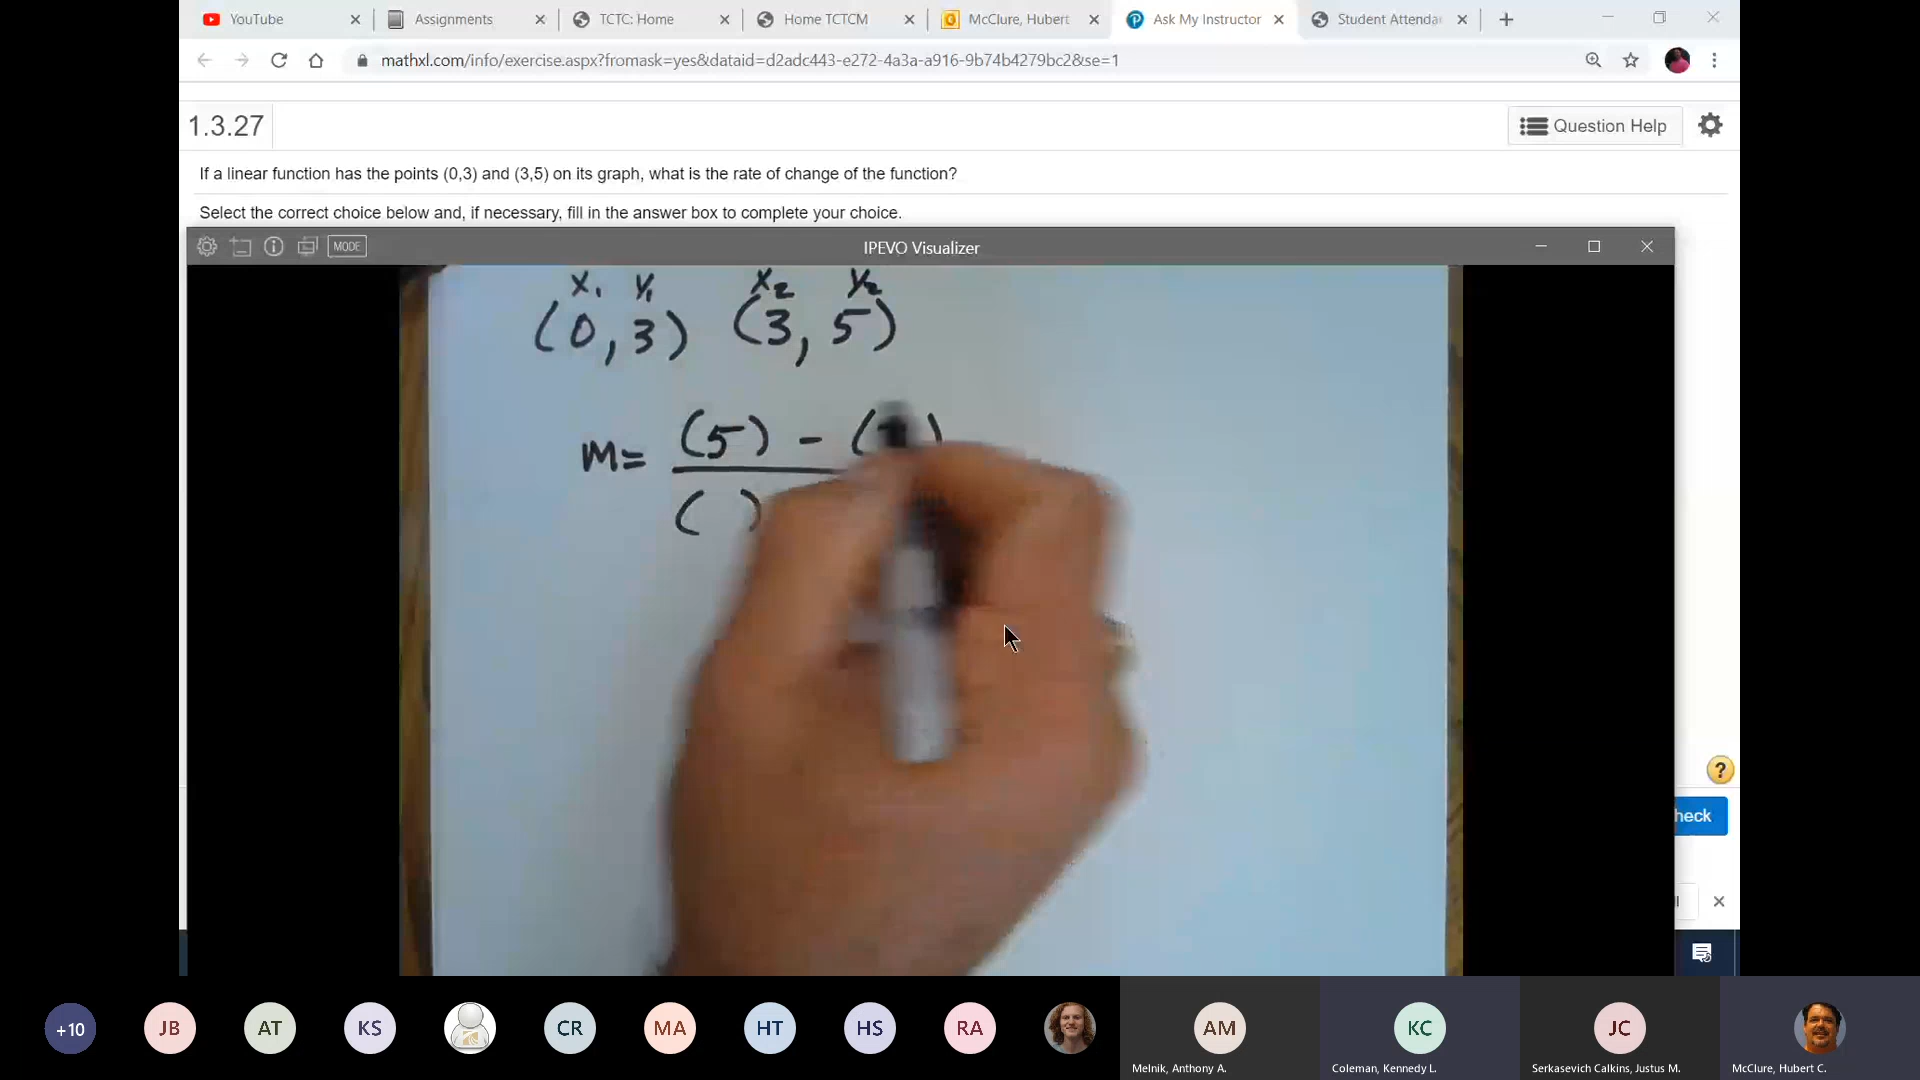 YouTube Assignments TCTC: Home Home TCTCM McClure, Hubert Ask My Instructor Student Attenda
mathxl.com/info/exercise.aspx?fromask=yes&dataid=d2adc443-e272-4a3a-a916-9b74b4279bc2&se=1
1.3.27
Question Help
If a linear function has the points (0,3) and (3,5) on its graph, what is the rate of change of the function?
Select the correct choice below and, if necessary, fill in the answer box to complete your choice.
MODE
IPEVO Visualizer
x₁ y₁ x₂ y₂
(0,3) (3,5)
m= (5) - ( )
( )
?
heck
+10 JB AT KS CR MA HT HS RA AM KC JC
Melnik, Anthony A. Coleman, Kennedy L. Serkasevich Calkins, Justus M. McClure, Hubert C.